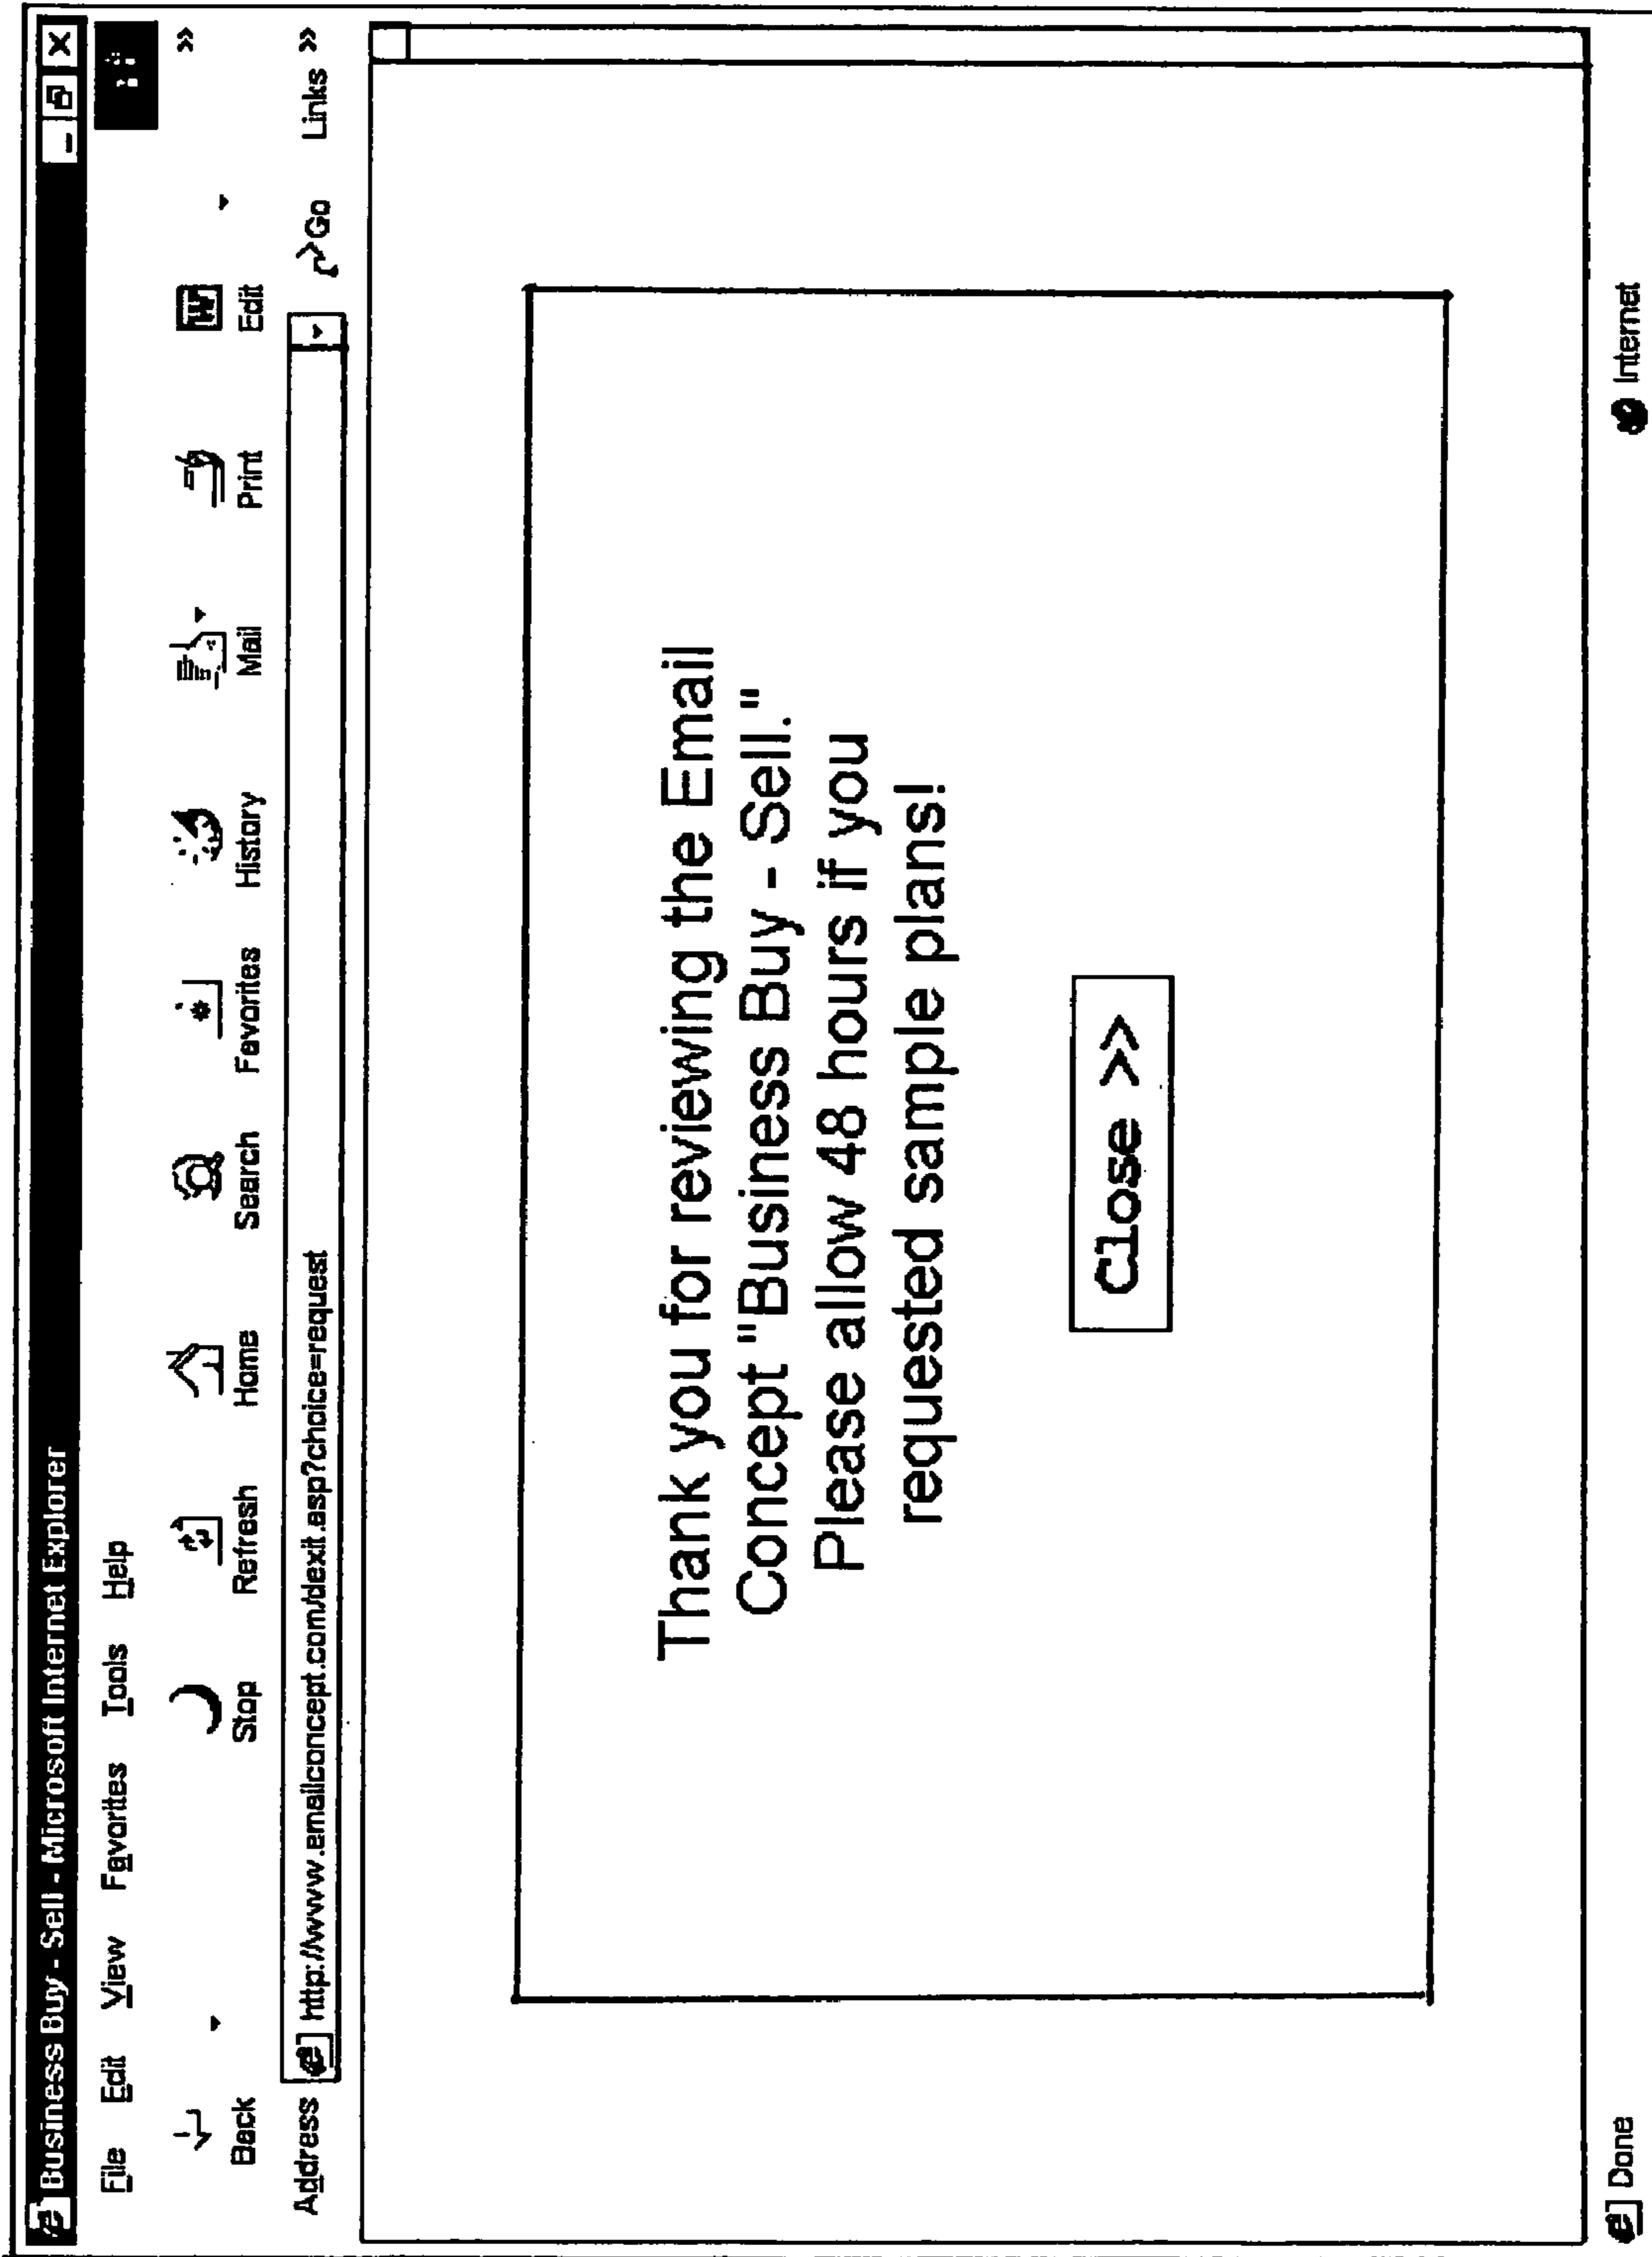 Business Buy - Sell - Microsoft Internet Explorer
File Edit View Favorites Tools Help
Back Stop Refresh Home Search Favorites History Mail Print Edit »
Address http://www.emailconcept.com/dexit.asp?choice=request Go Links »
Thank you for reviewing the Email
Concept "Business Buy - Sell."
Please allow 48 hours if you
requested sample plans!
Close >>
Done Internet